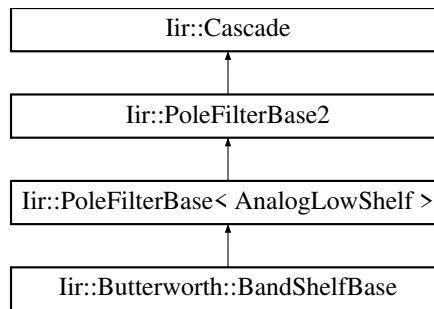 Iir::Cascade
Iir::PoleFilterBase2
Iir::PoleFilterBase< AnalogLowShelf >
Iir::Butterworth::BandShelfBase